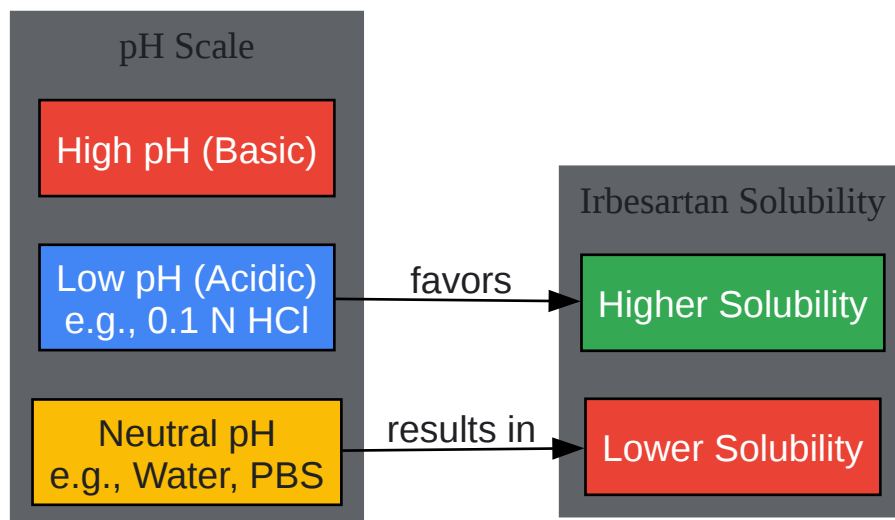 pH Scale
High pH (Basic)
Low pH (Acidic)
e.g., 0.1 N HCl
Neutral pH
e.g., Water, PBS
favors
results in
Irbesartan Solubility
Higher Solubility
Lower Solubility